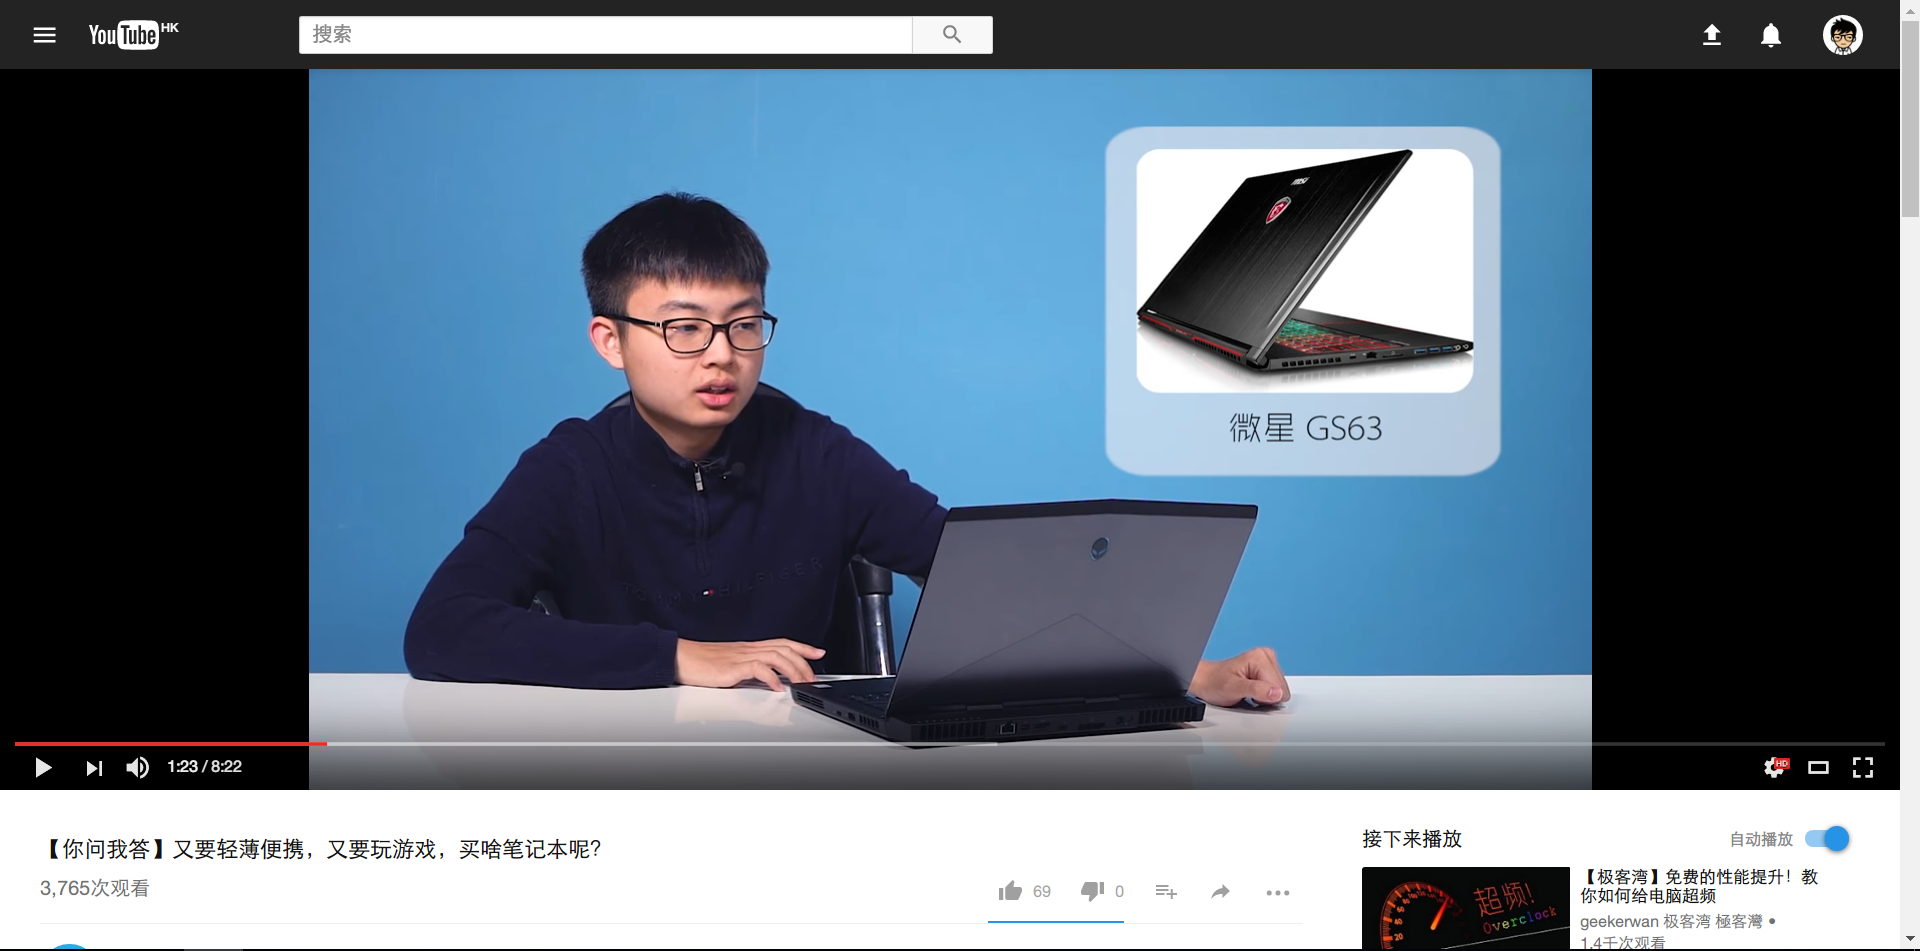 YouTube HK
搜索
msi
微星 GS63
TOMMY HILFIGER
1:23 / 8:22
HD
【你问我答】又要轻薄便携，又要玩游戏，买啥笔记本呢？
3,765次观看
69
0
接下来播放
自动播放
超频!
Overclock
【极客湾】免费的性能提升！教
你如何给电脑超频
geekerwan 极客湾 極客灣 •
1.4千次观看